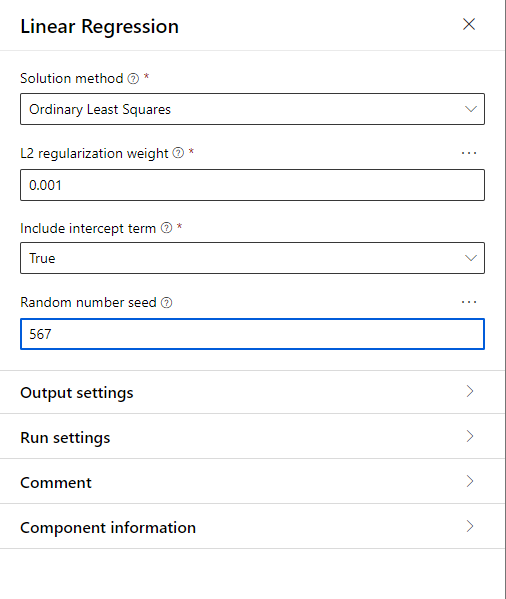 Linear Regression
Solution method *
Ordinary Least Squares
L2 regularization weight *
0.001
Include intercept term *
True
Random number seed
567
Output settings
Run settings
Comment
Component information